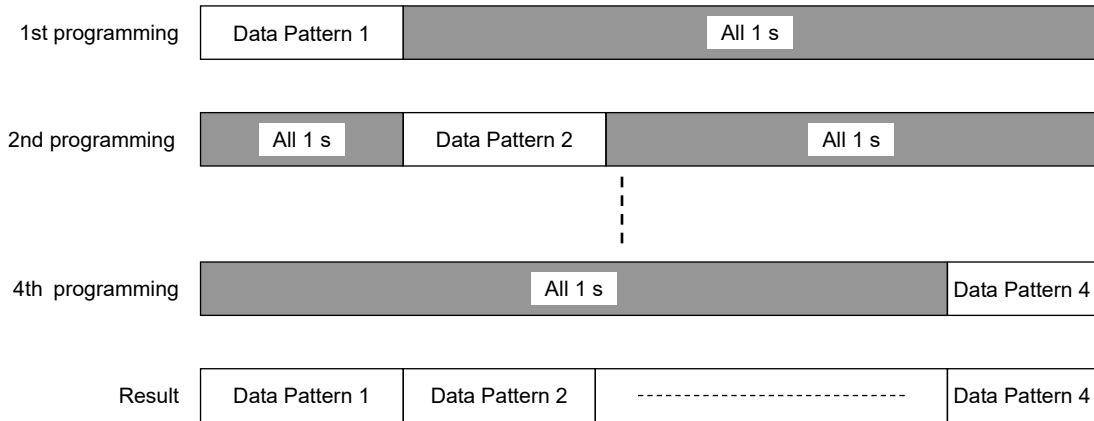 1st programming Data Pattern 1 All 1 s
2nd programming All 1 s Data Pattern 2 All 1 s
4th programming All 1 s Data Pattern 4
Result Data Pattern 1 Data Pattern 2 Data Pattern 4